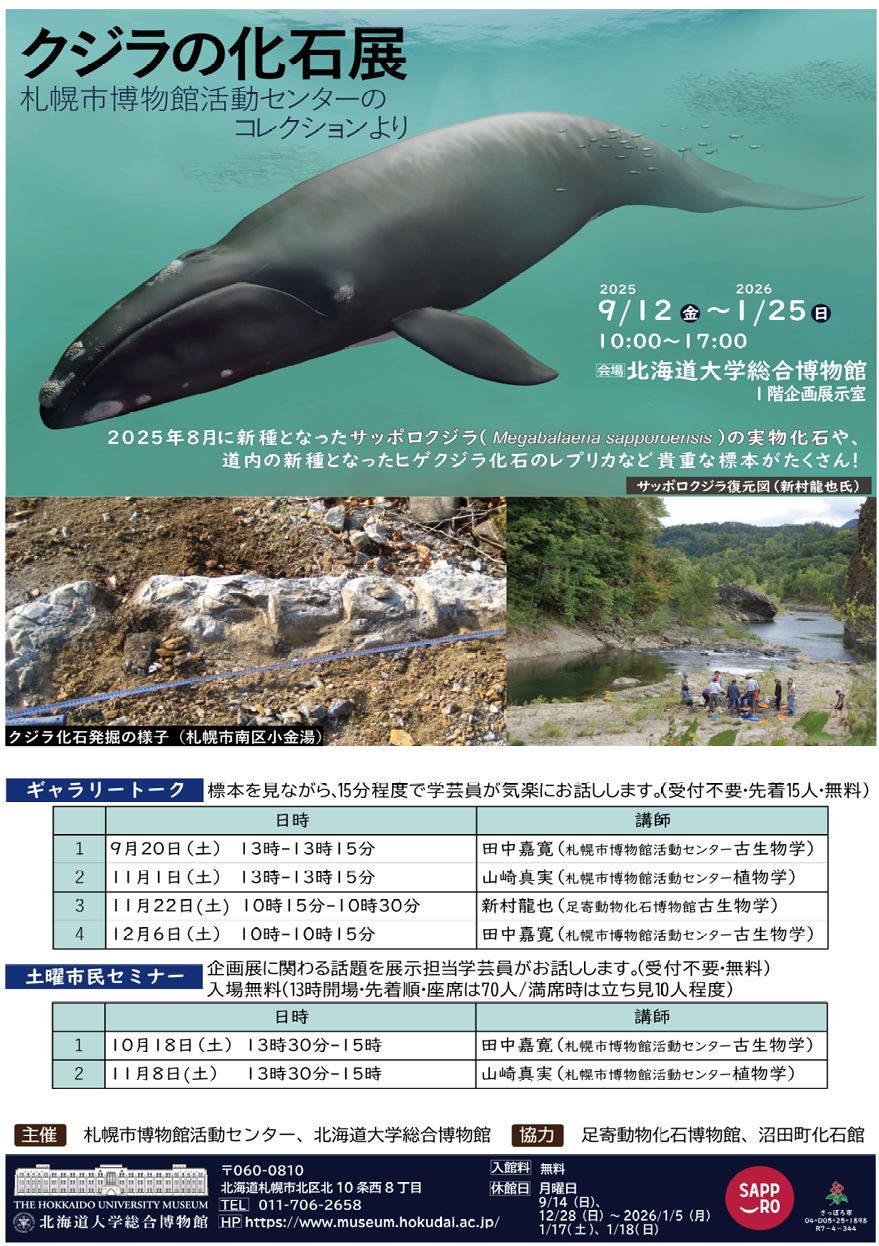 クジラの化石展
札幌市博物館活動センターの
コレクションより
2025 2026
9/12 金 ～1/25 日
10:00～17:00
会場 北海道大学総合博物館
1階企画展示室
2025年8月に新種となったサッポロクジラ( Megabalaena sapporoensis )の実物化石や、
道内の新種となったヒゲクジラ化石のレプリカなど貴重な標本がたくさん!
サッポロクジラ復元図(新村龍也氏)
クジラ化石発掘の様子 (札幌市南区小金湯)
ギャラリートーク 標本を見ながら、15分程度で学芸員が気楽にお話しします。(受付不要・先着15人・無料)
日時 講師
1 9月20日(土) 13時-13時15分 田中嘉寛(札幌市博物館活動センター古生物学)
2 11月1日(土) 13時-13時15分 山崎真実(札幌市博物館活動センター植物学)
3 11月22日(土) 10時15分-10時30分 新村龍也(足寄動物化石博物館古生物学)
4 12月6日(土) 10時-10時15分 田中嘉寛(札幌市博物館活動センター古生物学)
土曜市民セミナー 企画展に関わる話題を展示担当学芸員がお話しします。(受付不要・無料)
入場無料(13時開場・先着順・座席は70人/満席時は立ち見10人程度)
日時 講師
1 10月18日(土) 13時30分-15時 田中嘉寛(札幌市博物館活動センター古生物学)
2 11月8日(土) 13時30分-15時 山崎真実(札幌市博物館活動センター植物学)
主催 札幌市博物館活動センター、北海道大学総合博物館 協力 足寄動物化石博物館、沼田町化石館
THE HOKKAIDO UNIVERSITY MUSEUM
北海道大学総合博物館
〒060-0810
北海道札幌市北区北10条西8丁目
TEL 011-706-2658
HP https://www.museum.hokudai.ac.jp/
入館料 無料
休館日 月曜日
9/14(日)、
12/28(日)～2026/1/5(月)
1/17(土)、1/18(日)
SAPP
RO
さっぽろ市
04-D05-25-1898
R7-4-344